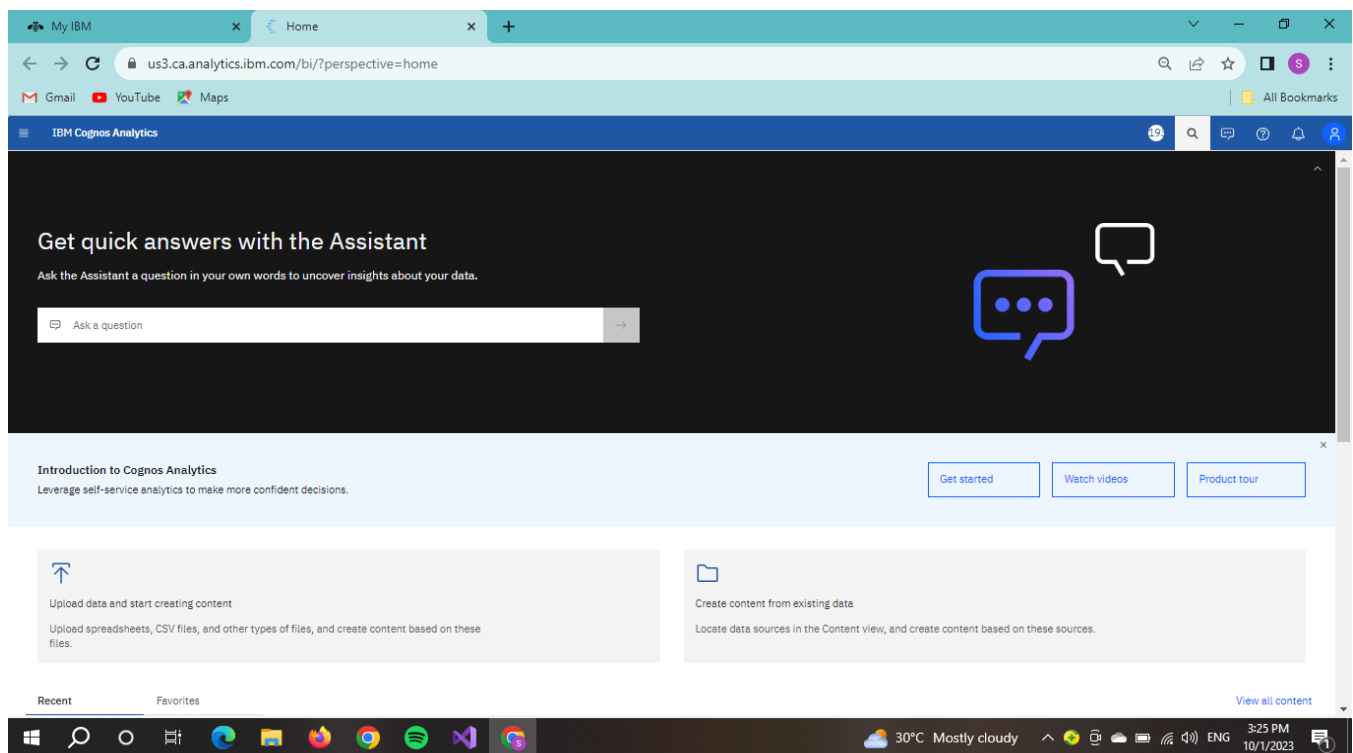 My IBM
Home
us3.ca.analytics.ibm.com/bi/?perspective=home
S
Gmail
YouTube
Maps
All Bookmarks
IBM Cognos Analytics
Get quick answers with the Assistant
Ask the Assistant a question in your own words to uncover insights about your data.
Ask a question
Introduction to Cognos Analytics
Leverage self-service analytics to make more confident decisions.
Get started
Watch videos
Product tour
Upload data and start creating content
Upload spreadsheets, CSV files, and other types of files, and create content based on these
files.
Create content from existing data
Locate data sources in the Content view, and create content based on these sources.
Recent
Favorites
View all content
30°C Mostly cloudy
ENG
3:25 PM
10/1/2023